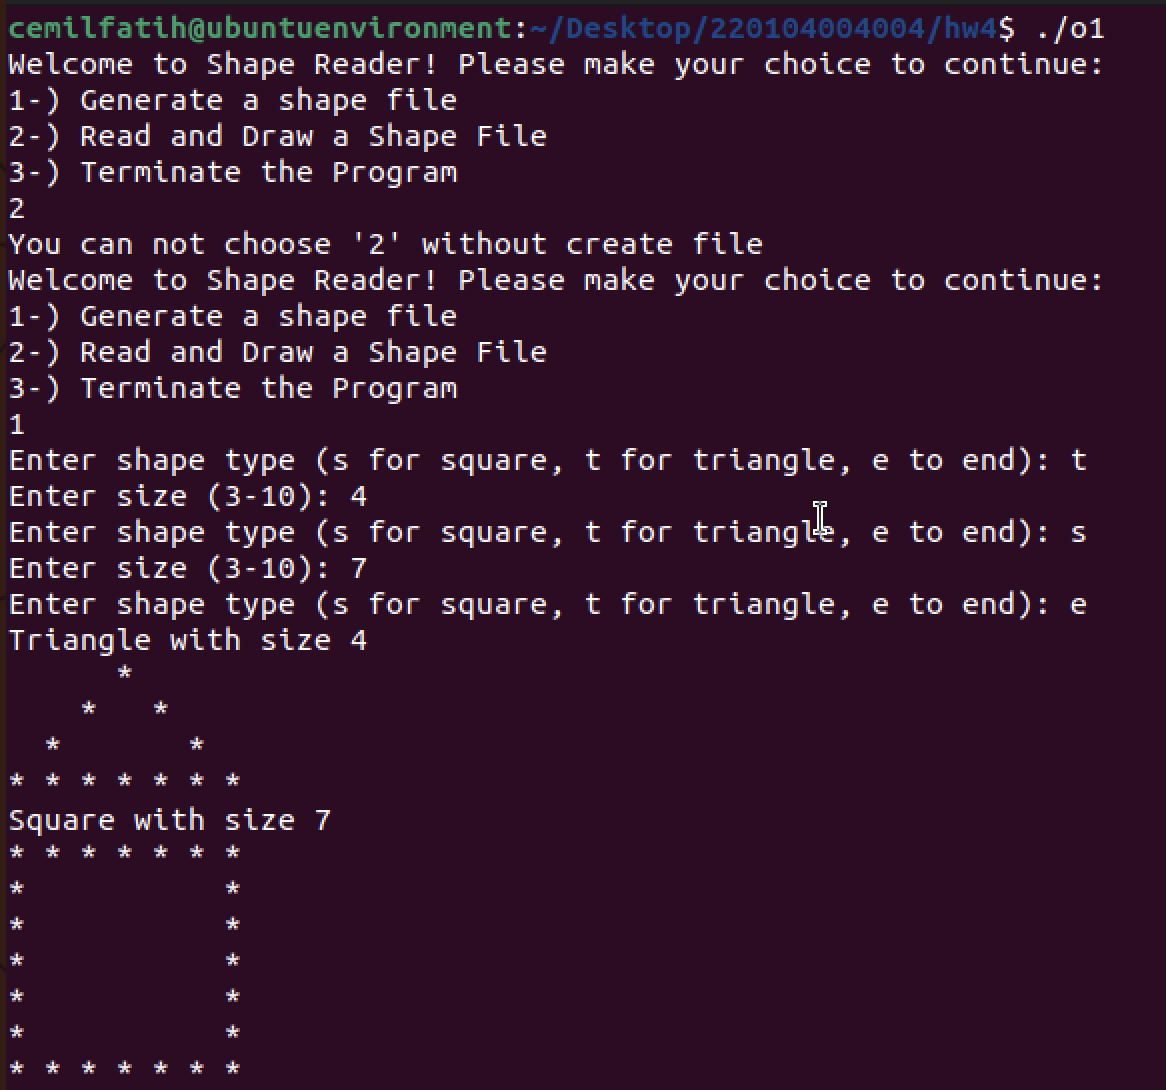 cemilfatih@ubuntuenvironment:~/Desktop/220104004004/hw4$ ./o1
Welcome to Shape Reader! Please make your choice to continue:
1-) Generate a shape file
2-) Read and Draw a Shape File
3-) Terminate the Program
2
You can not choose '2' without create file
Welcome to Shape Reader! Please make your choice to continue:
1-) Generate a shape file
2-) Read and Draw a Shape File
3-) Terminate the Program
1
Enter shape type (s for square, t for triangle, e to end): t
Enter size (3-10): 4
Enter shape type (s for square, t for triangle, e to end): s
Enter size (3-10): 7
Enter shape type (s for square, t for triangle, e to end): e
Triangle with size 4
      *
    *   *
  *       *
* * * * * * *
Square with size 7
* * * * * * *
*           *
*           *
*           *
*           *
*           *
* * * * * * *